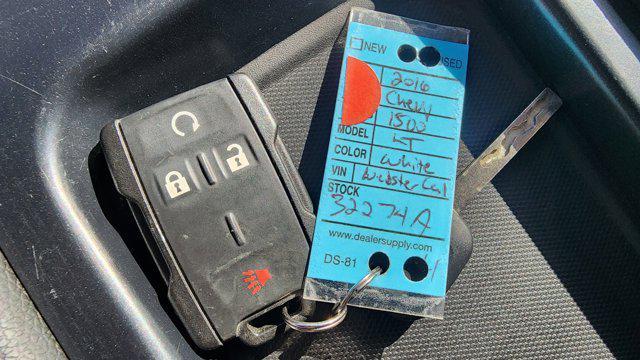 NEW USED
2016
Chevy
1500
MODEL LT
COLOR White
VIN Webster Cal
STOCK
32274A
www.dealersupply.com
DS-81